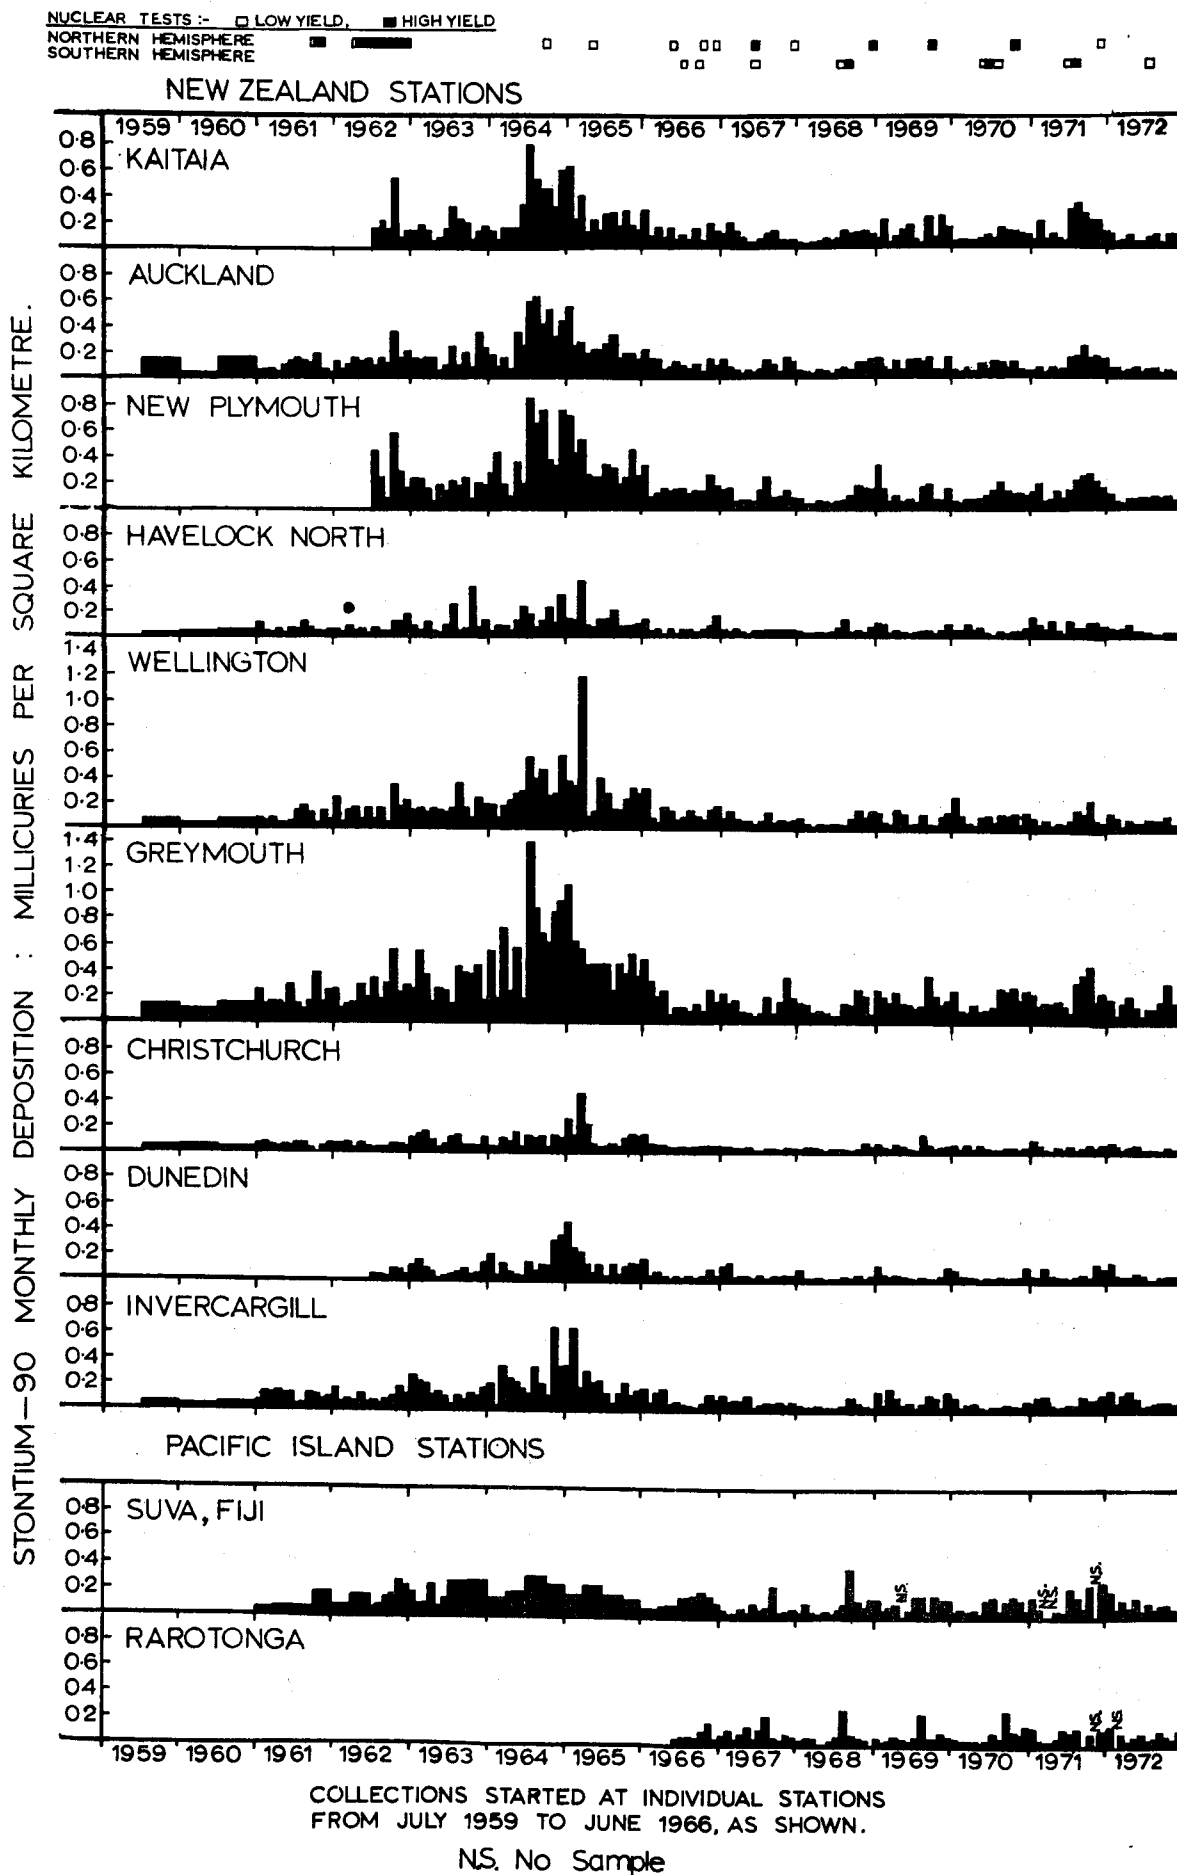 NUCLEAR TESTS :- LOW YIELD, HIGH YIELD
NORTHERN HEMISPHERE
SOUTHERN HEMISPHERE
NEW ZEALAND STATIONS
1959 1960 1961 1962 1963 1964 1965 1966 1967 1968 1969 1970 1971 1972
KAITAIA
0·8
0·6
0·4
0·2
AUCKLAND
0·8
0·6
0·4
0·2
NEW PLYMOUTH
0·8
0·6
0·4
0·2
HAVELOCK NORTH
0·8
0·6
0·4
0·2
WELLINGTON
1·4
1·2
1·0
0·8
0·6
0·4
0·2
GREYMOUTH
1·4
1·2
1·0
0·8
0·6
0·4
0·2
CHRISTCHURCH
0·8
0·6
0·4
0·2
DUNEDIN
0·8
0·6
0·4
0·2
INVERCARGILL
0·8
0·6
0·4
0·2
STONTIUM–90 MONTHLY DEPOSITION : MILLICURIES PER SQUARE KILOMETRE.
PACIFIC ISLAND STATIONS
SUVA, FIJI
0·8
0·6
0·4
0·2
N.S.
N.S.
N.S.
N.S.
RAROTONGA
0·8
0·6
0·4
0·2
N.S.
N.S.
1959 1960 1961 1962 1963 1964 1965 1966 1967 1968 1969 1970 1971 1972
COLLECTIONS STARTED AT INDIVIDUAL STATIONS
FROM JULY 1959 TO JUNE 1966, AS SHOWN.
N.S. No Sample